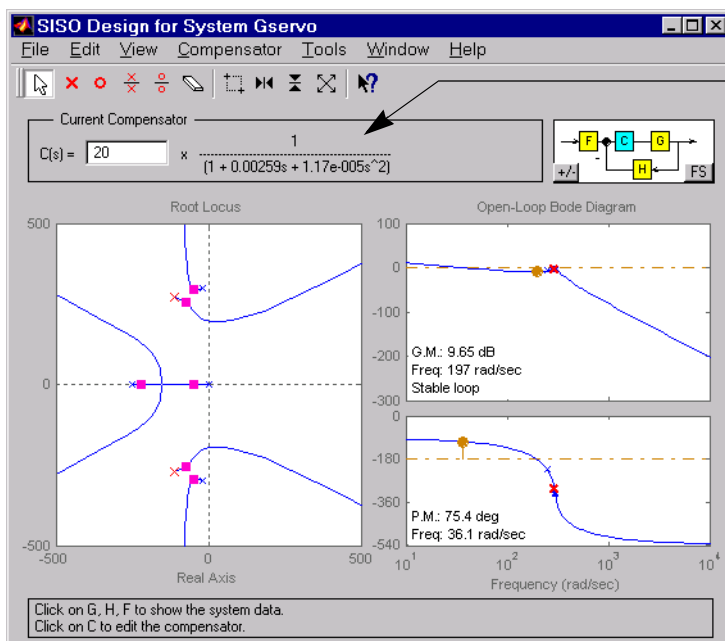 SISO Design for System Gservo
File Edit View Compensator Tools Window Help
Current Compensator
C(s) = 20 x 1
(1 + 0.00259s + 1.17e-005s^2)
F C G
H
+/- FS
Root Locus
500
0
-500
-500 0 500
Real Axis
Open-Loop Bode Diagram
100
0
-100
-200
-300
G.M.: 9.65 dB
Freq: 197 rad/sec
Stable loop
0
-180
-360
-540
P.M.: 75.4 deg
Freq: 36.1 rad/sec
10^1 10^2 10^3 10^4
Frequency (rad/sec)
Click on G, H, F to show the system data.
Click on C to edit the compensator.